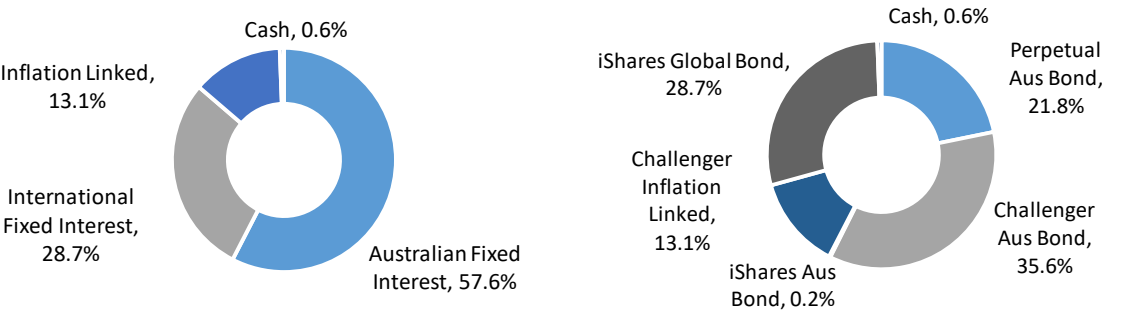 Cash, 0.6%
Inflation Linked,
13.1%
International
Fixed Interest,
28.7%
Australian Fixed
Interest, 57.6%
Cash, 0.6%
iShares Global Bond,
28.7%
Perpetual
Aus Bond,
21.8%
Challenger
Inflation
Linked,
13.1%
Challenger
Aus Bond,
35.6%
iShares Aus
Bond, 0.2%